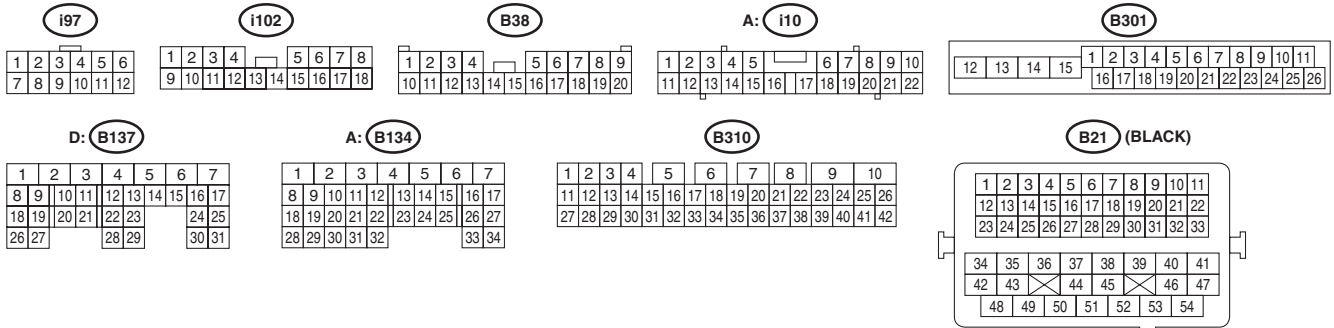 i97 i102 B38 A: i10 B301
1 2 3 4 5 6
7 8 9 10 11 12
1 2 3 4 5 6 7 8
9 10 11 12 13 14 15 16 17 18
1 2 3 4 5 6 7 8 9
10 11 12 13 14 15 16 17 18 19 20
1 2 3 4 5 6 7 8 9 10
11 12 13 14 15 16 17 18 19 20 21 22
12 13 14 15 1 2 3 4 5 6 7 8 9 10 11
16 17 18 19 20 21 22 23 24 25 26
D: B137 A: B134 B310 B21 (BLACK)
1 2 3 4 5 6 7
8 9 10 11 12 13 14 15 16 17
18 19 20 21 22 23 24 25
26 27 28 29 30 31
1 2 3 4 5 6 7
8 9 10 11 12 13 14 15 16 17
18 19 20 21 22 23 24 25 26 27
28 29 30 31 32 33 34
1 2 3 4 5 6 7 8 9 10
11 12 13 14 15 16 17 18 19 20 21 22 23 24 25 26
27 28 29 30 31 32 33 34 35 36 37 38 39 40 41 42
1 2 3 4 5 6 7 8 9 10 11
12 13 14 15 16 17 18 19 20 21 22
23 24 25 26 27 28 29 30 31 32 33
34 35 36 37 38 39 40 41
42 43 44 45 46 47
48 49 50 51 52 53 54